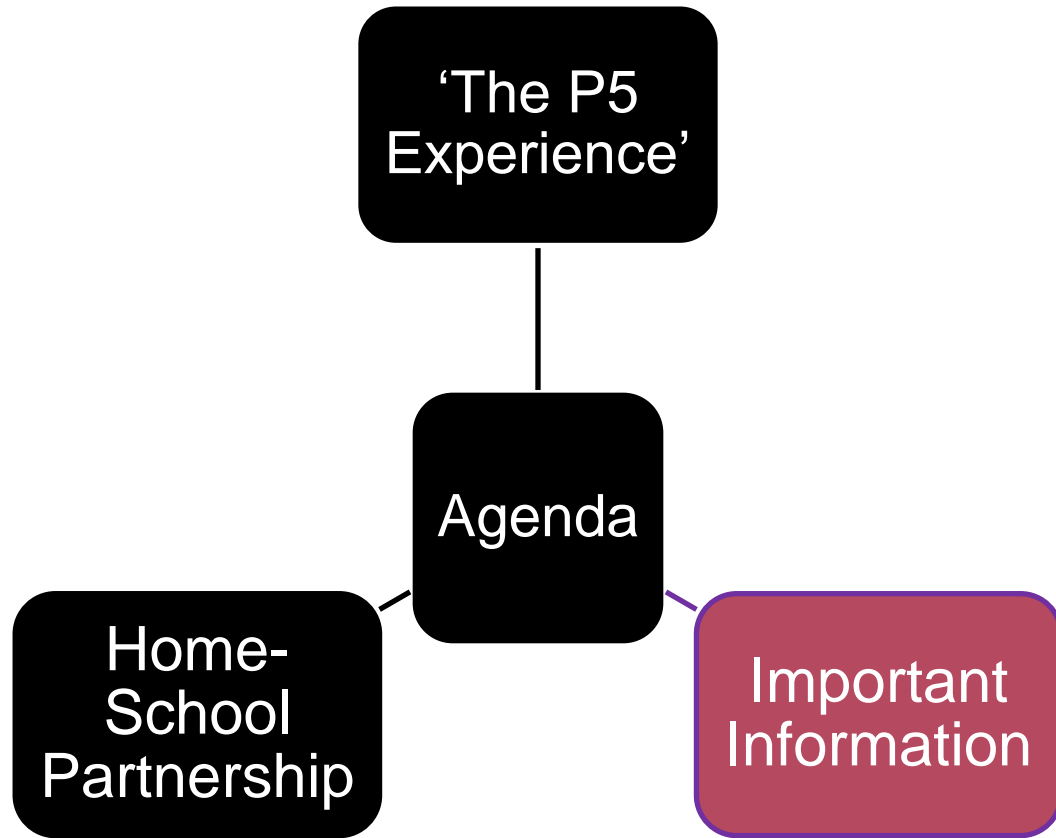 ‘The P5
Experience’
Agenda
Home-
School
Partnership
Important
Information